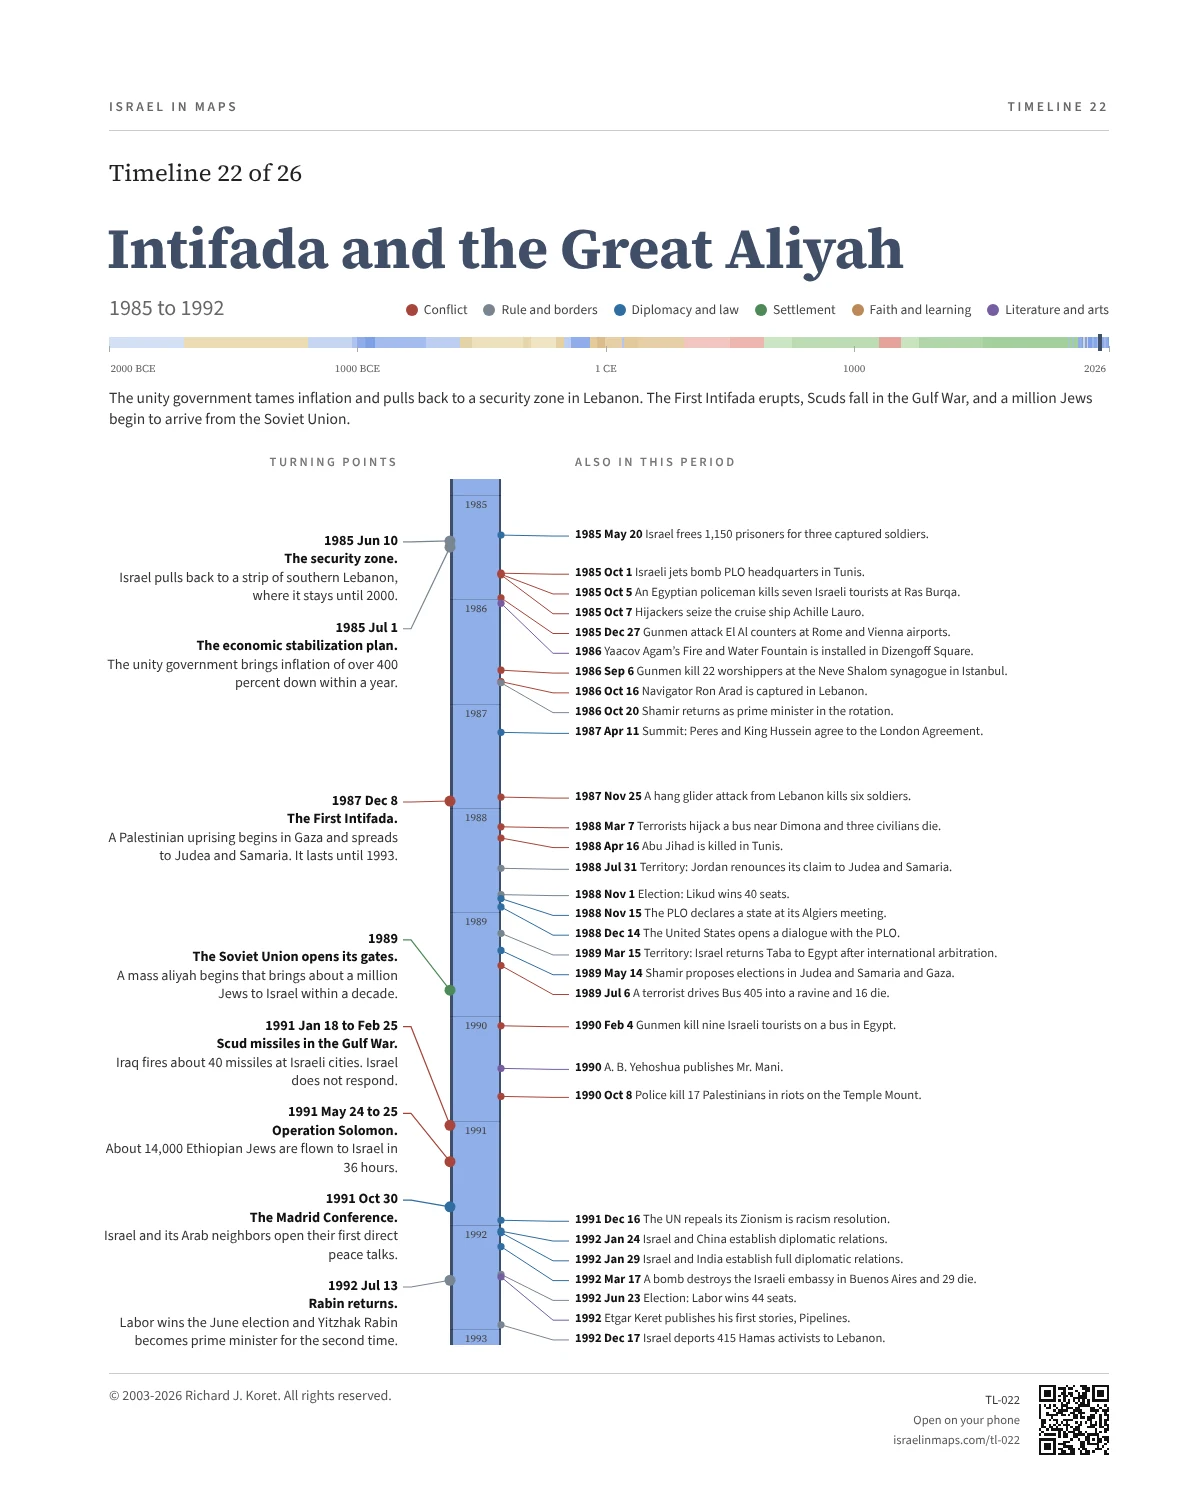 ISRAEL IN MAPS
TIMELINE 22
Timeline 22 of 26
Intifada and the Great Aliyah
1985 to 1992
Conflict
Rule and borders
Diplomacy and law
Settlement
Faith and learning
Literature and arts
2000 BCE
1000 BCE
1 CE
1000
2026
The unity government tames inflation and pulls back to a security zone in Lebanon. The First Intifada erupts, Scuds fall in the Gulf War, and a million Jews
begin to arrive from the Soviet Union.
TURNING POINTS
1985 Jun 10
The security zone.
Israel pulls back to a strip of southern Lebanon,
where it stays until 2000.
1985 Jul 1
The economic stabilization plan.
The unity government brings inflation of over 400
percent down within a year.
1987 Dec 8
The First Intifada.
A Palestinian uprising begins in Gaza and spreads
to Judea and Samaria. It lasts until 1993.
1989
The Soviet Union opens its gates.
A mass aliyah begins that brings about a million
Jews to Israel within a decade.
1991 Jan 18 to Feb 25
Scud missiles in the Gulf War.
Iraq fires about 40 missiles at Israeli cities. Israel
does not respond.
1991 May 24 to 25
Operation Solomon.
About 14,000 Ethiopian Jews are flown to Israel in
36 hours.
1991 Oct 30
The Madrid Conference.
Israel and its Arab neighbors open their first direct
peace talks.
1992 Jul 13
Rabin returns.
Labor wins the June election and Yitzhak Rabin
becomes prime minister for the second time.
1985
1986
1987
1988
1989
1990
1991
1992
1993
ALSO IN THIS PERIOD
1985 May 20 Israel frees 1,150 prisoners for three captured soldiers.
1985 Oct 1 Israeli jets bomb PLO headquarters in Tunis.
1985 Oct 5 An Egyptian policeman kills seven Israeli tourists at Ras Burqa.
1985 Oct 7 Hijackers seize the cruise ship Achille Lauro.
1985 Dec 27 Gunmen attack El Al counters at Rome and Vienna airports.
1986 Yaacov Agam’s Fire and Water Fountain is installed in Dizengoff Square.
1986 Sep 6 Gunmen kill 22 worshippers at the Neve Shalom synagogue in Istanbul.
1986 Oct 16 Navigator Ron Arad is captured in Lebanon.
1986 Oct 20 Shamir returns as prime minister in the rotation.
1987 Apr 11 Summit: Peres and King Hussein agree to the London Agreement.
1987 Nov 25 A hang glider attack from Lebanon kills six soldiers.
1988 Mar 7 Terrorists hijack a bus near Dimona and three civilians die.
1988 Apr 16 Abu Jihad is killed in Tunis.
1988 Jul 31 Territory: Jordan renounces its claim to Judea and Samaria.
1988 Nov 1 Election: Likud wins 40 seats.
1988 Nov 15 The PLO declares a state at its Algiers meeting.
1988 Dec 14 The United States opens a dialogue with the PLO.
1989 Mar 15 Territory: Israel returns Taba to Egypt after international arbitration.
1989 May 14 Shamir proposes elections in Judea and Samaria and Gaza.
1989 Jul 6 A terrorist drives Bus 405 into a ravine and 16 die.
1990 Feb 4 Gunmen kill nine Israeli tourists on a bus in Egypt.
1990 A. B. Yehoshua publishes Mr. Mani.
1990 Oct 8 Police kill 17 Palestinians in riots on the Temple Mount.
1991 Dec 16 The UN repeals its Zionism is racism resolution.
1992 Jan 24 Israel and China establish diplomatic relations.
1992 Jan 29 Israel and India establish full diplomatic relations.
1992 Mar 17 A bomb destroys the Israeli embassy in Buenos Aires and 29 die.
1992 Jun 23 Election: Labor wins 44 seats.
1992 Etgar Keret publishes his first stories, Pipelines.
1992 Dec 17 Israel deports 415 Hamas activists to Lebanon.
© 2003-2026 Richard J. Koret. All rights reserved.
TL-022
Open on your phone
israelinmaps.com/tl-022